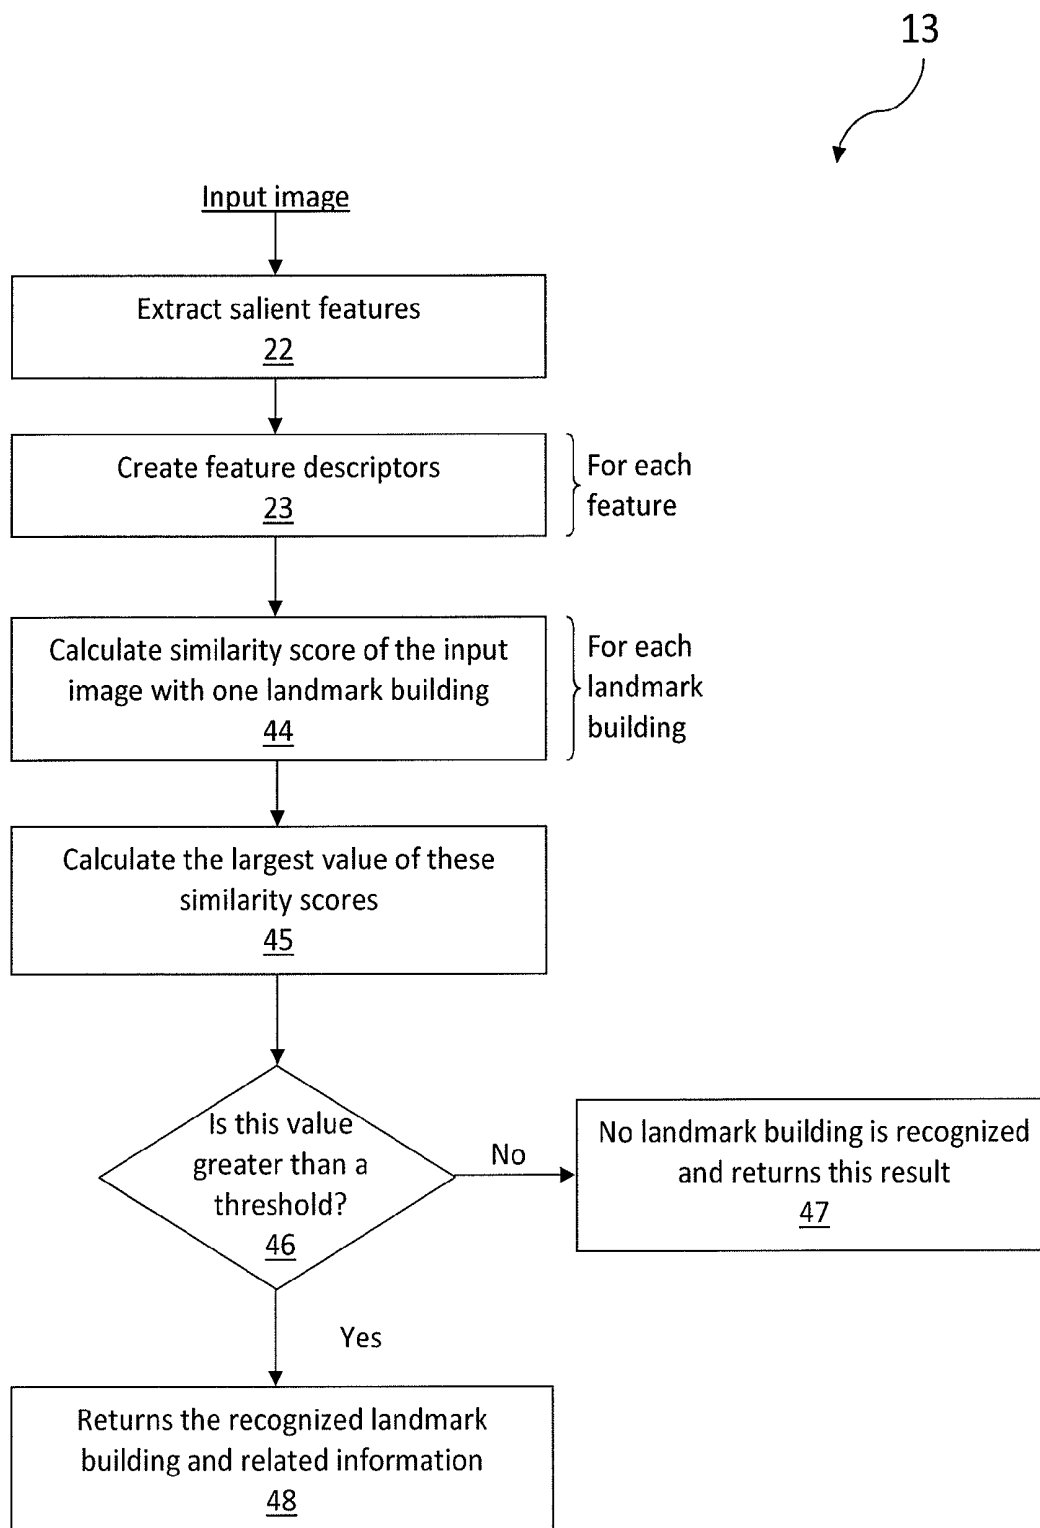 13
Input image
Extract salient features
22
Create feature descriptors
23
For each
feature
Calculate similarity score of the input
image with one landmark building
44
For each
landmark
building
Calculate the largest value of these
similarity scores
45
Is this value
greater than a
threshold?
46
No
No landmark building is recognized
and returns this result
47
Yes
Returns the recognized landmark
building and related information
48